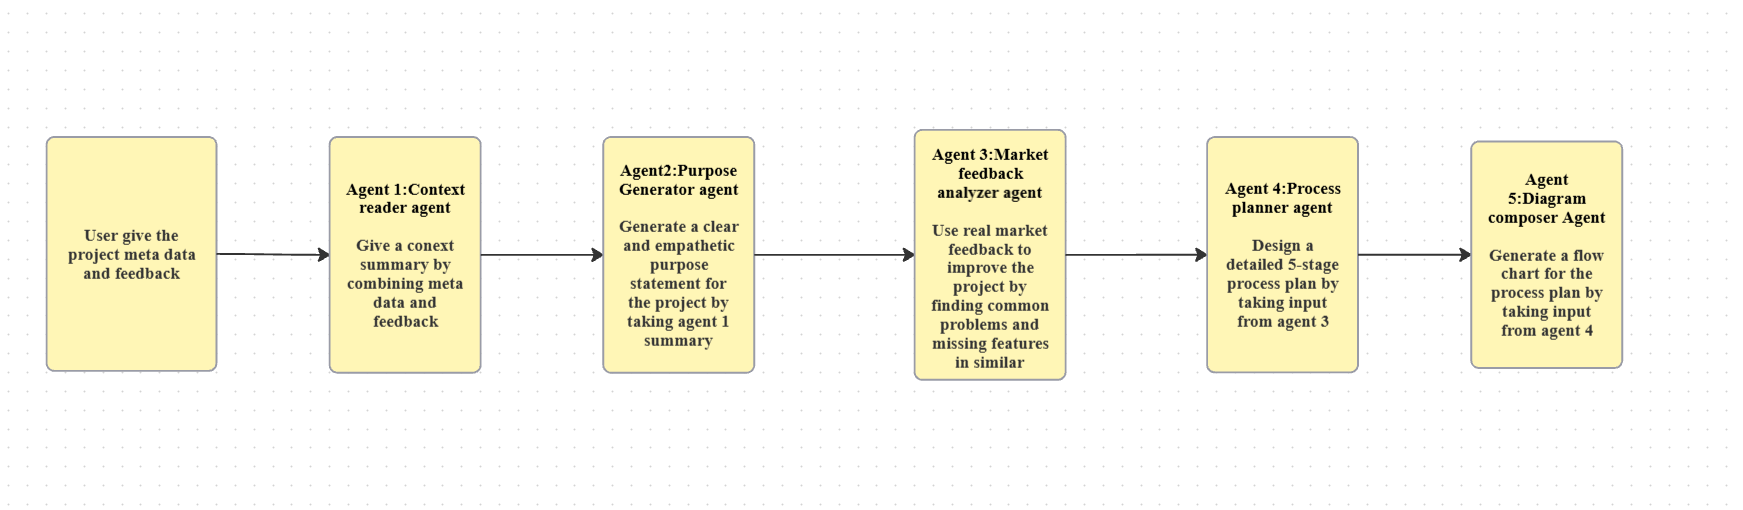 User give the
project meta data
and feedback
Agent 1:Context
reader agent
Give a conext
summary by
combining meta
data and
feedback
Agent2:Purpose
Generator agent
Generate a clear
and empathetic
purpose
statement for
the project by
taking agent 1
summary
Agent 3:Market
feedback
analyzer agent
Use real market
feedback to
improve the
project by
finding common
problems and
missing features
in similar
Agent 4:Process
planner agent
Design a
detailed 5-stage
process plan by
taking input
from agent 3
Agent
5:Diagram
composer Agent
Generate a flow
chart for the
process plan by
taking input
from agent 4